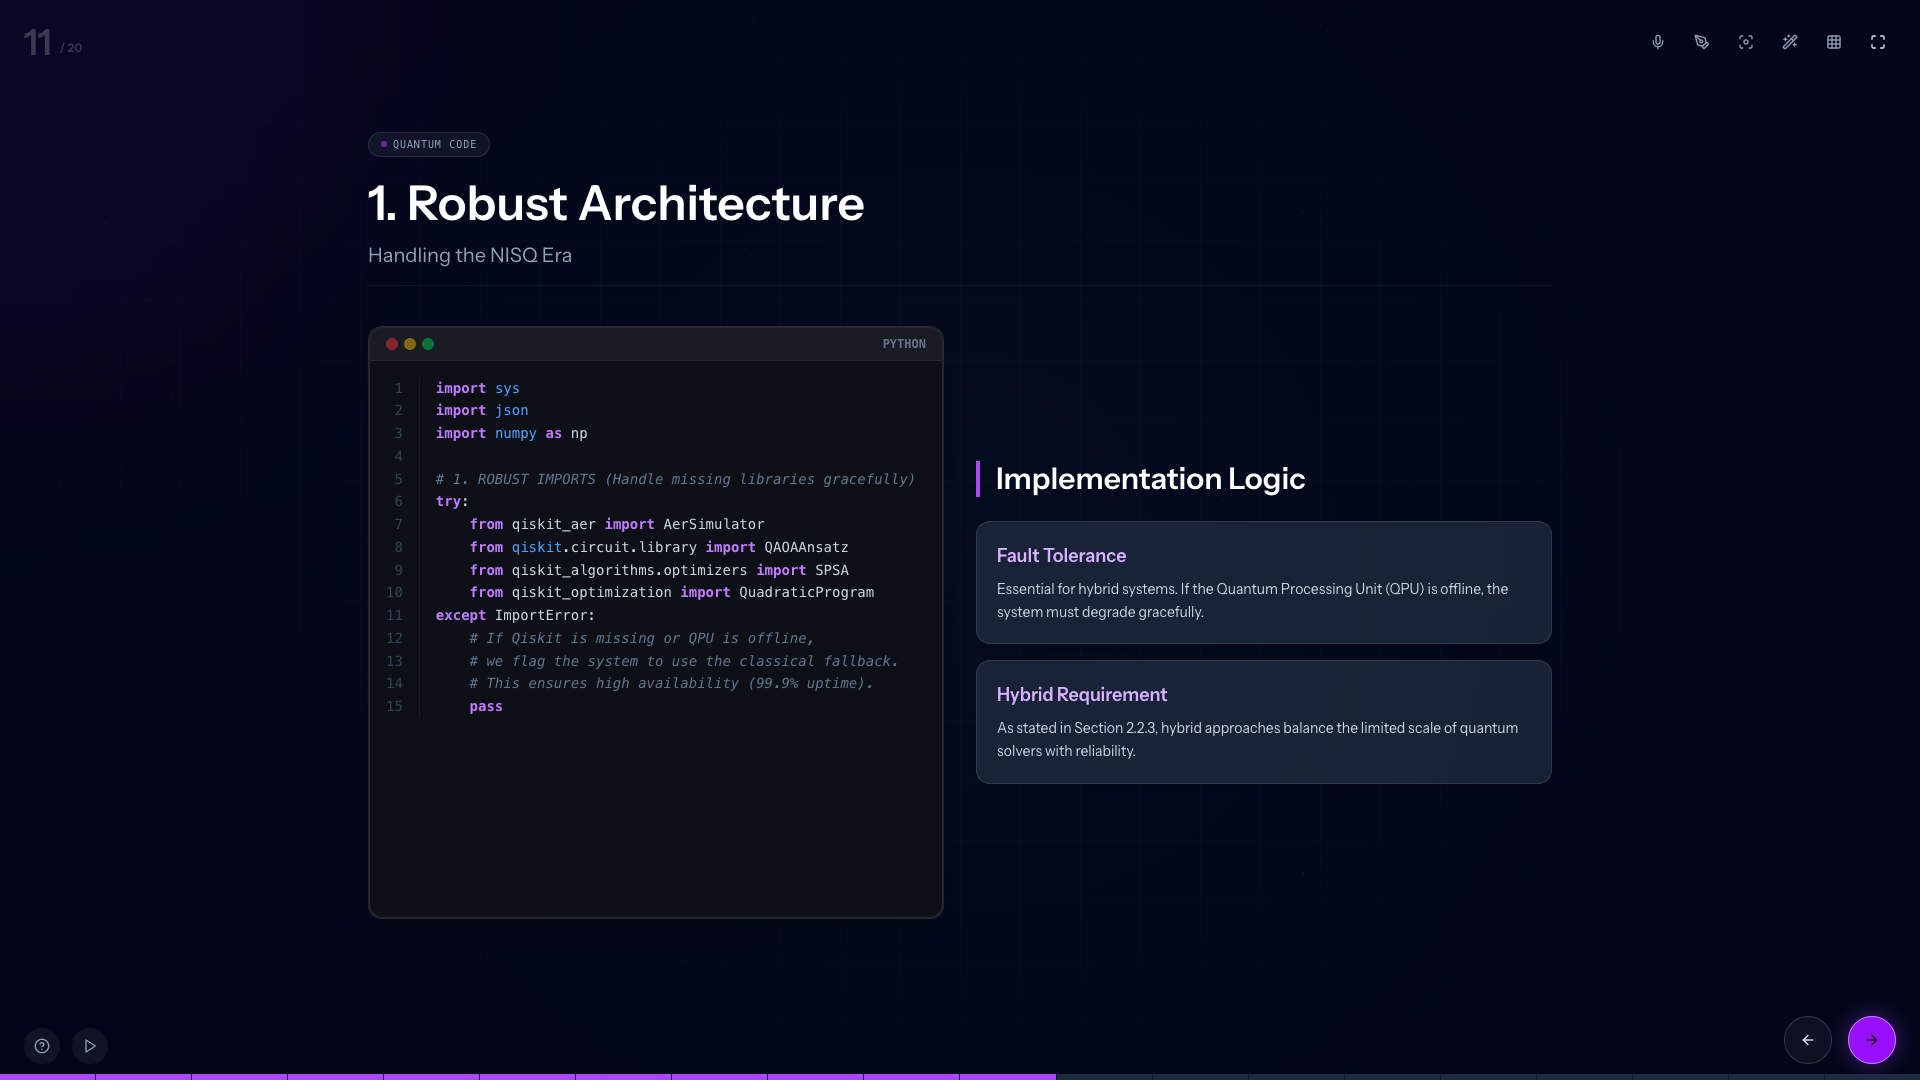 11 / 20
QUANTUM CODE
1. Robust Architecture
Handling the NISQ Era
PYTHON
1 import sys
2 import json
3 import numpy as np
4
5 # 1. ROBUST IMPORTS (Handle missing libraries gracefully)
6 try:
7     from qiskit_aer import AerSimulator
8     from qiskit.circuit.library import QAOAAnsatz
9     from qiskit_algorithms.optimizers import SPSA
10     from qiskit_optimization import QuadraticProgram
11 except ImportError:
12     # If Qiskit is missing or QPU is offline,
13     # we flag the system to use the classical fallback.
14     # This ensures high availability (99.9% uptime).
15     pass
Implementation Logic
Fault Tolerance
Essential for hybrid systems. If the Quantum Processing Unit (QPU) is offline, the
system must degrade gracefully.
Hybrid Requirement
As stated in Section 2.2.3, hybrid approaches balance the limited scale of quantum
solvers with reliability.